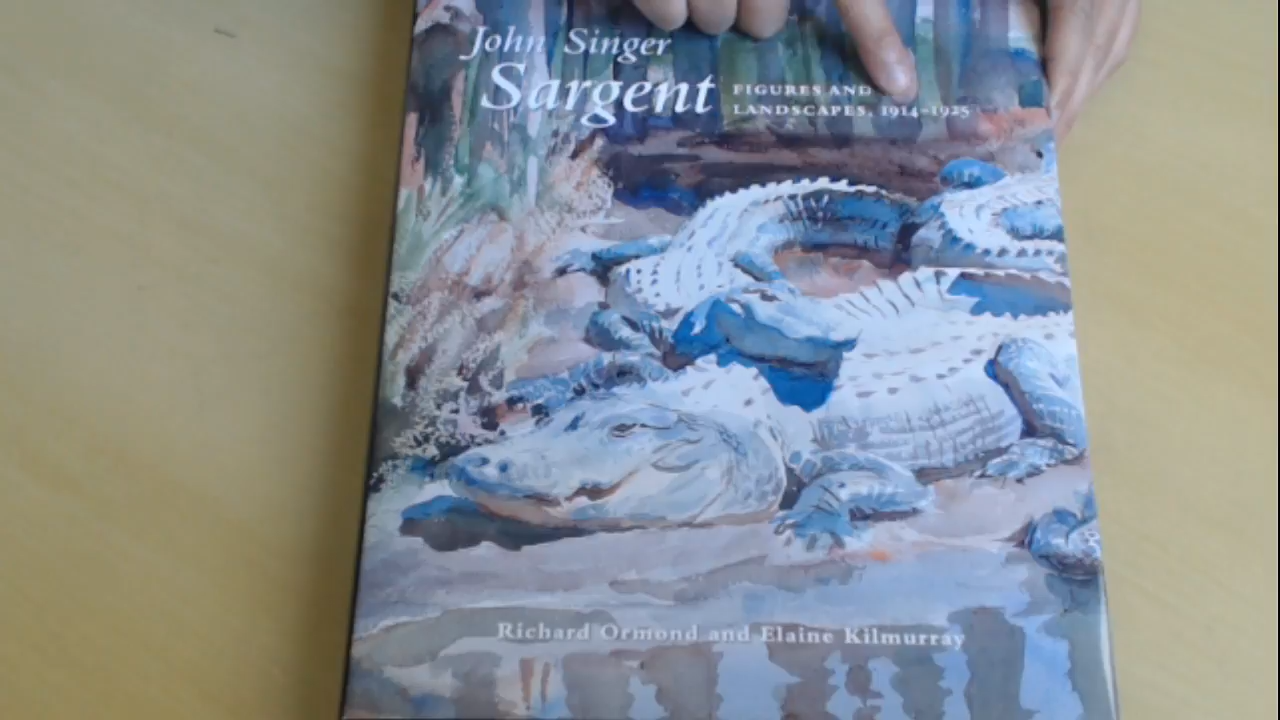 John Singer
Sargent
FIGURES AND
LANDSCAPES, 1914–1925
Richard Ormond and Elaine Kilmurray